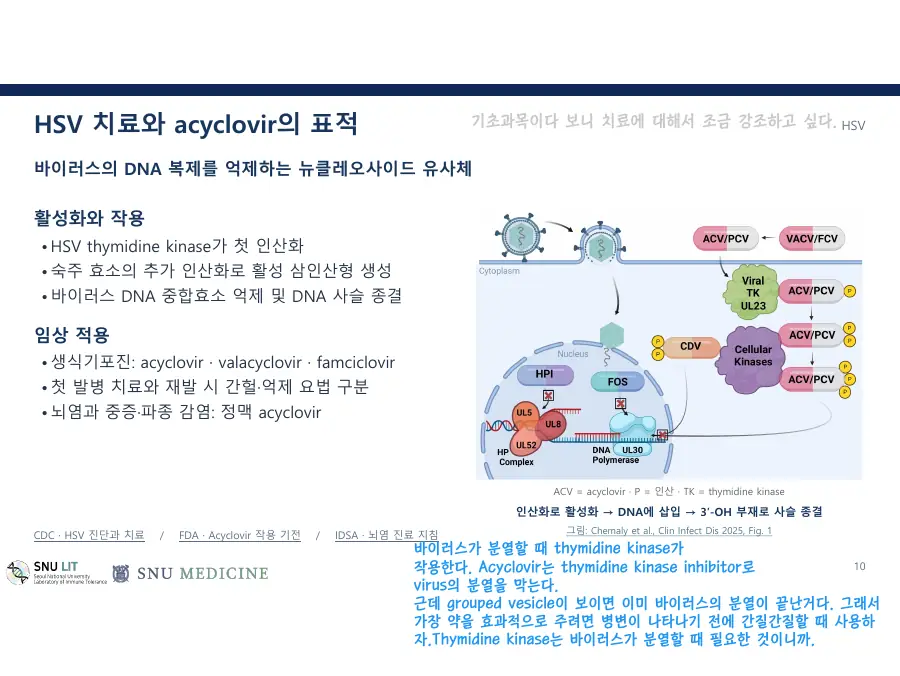 HSV 치료와 acyclovir의 표적
기초과목이다 보니 치료에 대해서 조금 강조하고 싶다.
HSV
바이러스의 DNA 복제를 억제하는 뉴클레오사이드 유사체
활성화와 작용
•HSV thymidine kinase가 첫 인산화
•숙주 효소의 추가 인산화로 활성 삼인산형 생성
•바이러스 DNA 중합효소 억제 및 DNA 사슬 종결
임상 적용
•생식기포진: acyclovir · valacyclovir · famciclovir
•첫 발병 치료와 재발 시 간헐·억제 요법 구분
•뇌염과 중증·파종 감염: 정맥 acyclovir
ACV/PCV
VACV/FCV
Cytoplasm
Viral
TK
UL23
ACV/PCV
P
ACV/PCV
P
P
Cellular
Kinases
ACV/PCV
P
P
P
P
P
CDV
Nucleus
HPI
FOS
UL5
UL8
UL52
HP
Complex
DNA
Polymerase
UL30
ACV = acyclovir · P = 인산 · TK = thymidine kinase
인산화로 활성화 → DNA에 삽입 → 3′-OH 부재로 사슬 종결
그림: Chemaly et al., Clin Infect Dis 2025, Fig. 1
CDC · HSV 진단과 치료 / FDA · Acyclovir 작용 기전 / IDSA · 뇌염 진료 지침
바이러스가 분열할 때 thymidine kinase가
작용한다. Acyclovir는 thymidine kinase inhibitor로
virus의 분열을 막는다.
근데 grouped vesicle이 보이면 이미 바이러스의 분열이 끝난거다. 그래서
가장 약을 효과적으로 주려면 병변이 나타나기 전에 간질간질할 때 사용하
자.Thymidine kinase는 바이러스가 분열할 때 필요한 것이니까.
SNU LIT
Seoul National University
Laboratory of Immune Tolerance
SNU MEDICINE
10